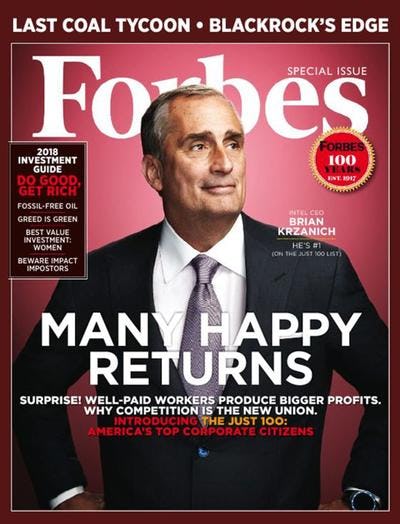 LAST COAL TYCOON • BLACKROCK'S EDGE
SPECIAL ISSUE
Forbes
2018
INVESTMENT
GUIDE
DO GOOD,
GET RICH
FOSSIL-FREE OIL
GREED IS GREEN
BEST VALUE
INVESTMENT:
WOMEN
BEWARE IMPACT
IMPOSTORS
FORBES
100
YEARS
EST. 1917
INTEL CEO
BRIAN
KRZANICH
HE'S #1
(ON THE JUST 100 LIST)
MANY HAPPY
RETURNS
SURPRISE! WELL-PAID WORKERS PRODUCE BIGGER PROFITS.
WHY COMPETITION IS THE NEW UNION.
INTRODUCING THE JUST 100:
AMERICA'S TOP CORPORATE CITIZENS